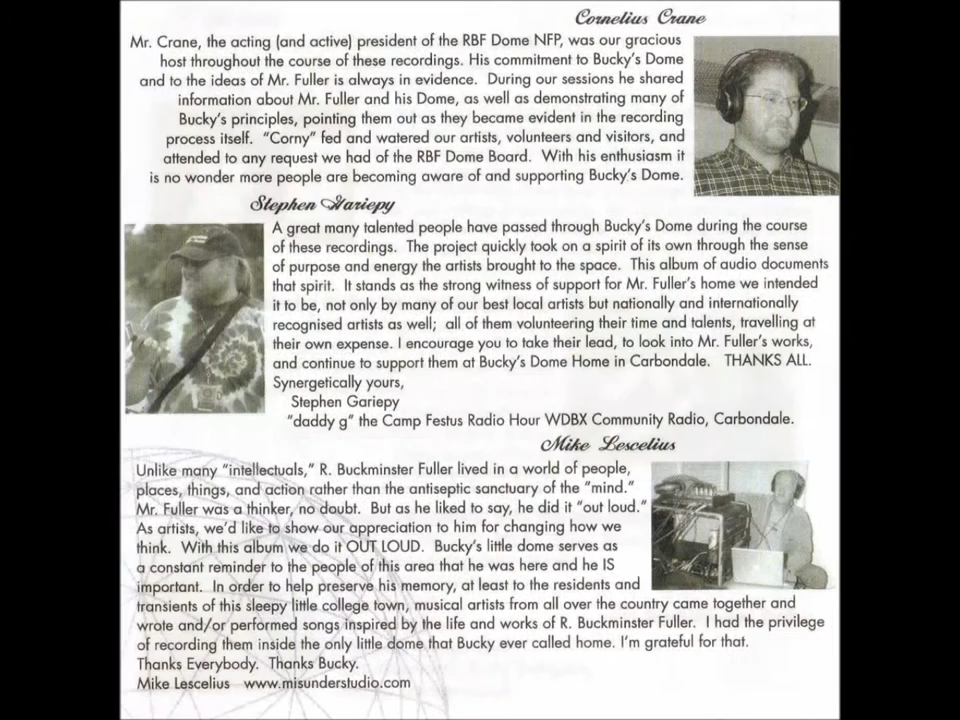 Cornelius Crane
Mr. Crane, the acting (and active) president of the RBF Dome NFP, was our gracious
host throughout the course of these recordings. His commitment to Bucky's Dome
and to the ideas of Mr. Fuller is always in evidence. During our sessions he shared
information about Mr. Fuller and his Dome, as well as demonstrating many of
Bucky's principles, pointing them out as they became evident in the recording
process itself. "Corny" fed and watered our artists, volunteers and visitors, and
attended to any request we had of the RBF Dome Board. With his enthusiasm it
is no wonder more people are becoming aware of and supporting Bucky's Dome.
Stephen Gariepy
A great many talented people have passed through Bucky's Dome during the course
of these recordings. The project quickly took on a spirit of its own through the sense
of purpose and energy the artists brought to the space. This album of audio documents
that spirit. It stands as the strong witness of support for Mr. Fuller's home we intended
it to be, not only by many of our best local artists but nationally and internationally
recognised artists as well; all of them volunteering their time and talents, travelling at
their own expense. I encourage you to take their lead, to look into Mr. Fuller's works,
and continue to support them at Bucky's Dome Home in Carbondale. THANKS ALL.
Synergetically yours,
Stephen Gariepy
"daddy g" the Camp Festus Radio Hour WDBX Community Radio, Carbondale.
Mike Lescelius
Unlike many "intellectuals," R. Buckminster Fuller lived in a world of people,
places, things, and action rather than the antiseptic sanctuary of the "mind."
Mr. Fuller was a thinker, no doubt. But as he liked to say, he did it "out loud."
As artists, we'd like to show our appreciation to him for changing how we
think. With this album we do it OUT LOUD. Bucky's little dome serves as
a constant reminder to the people of this area that he was here and he IS
important. In order to help preserve his memory, at least to the residents and
transients of this sleepy little college town, musical artists from all over the country came together and
wrote and/or performed songs inspired by the life and works of R. Buckminster Fuller. I had the privilege
of recording them inside the only little dome that Bucky ever called home. I'm grateful for that.
Thanks Everybody. Thanks Bucky.
Mike Lescelius www.misunderstudio.com